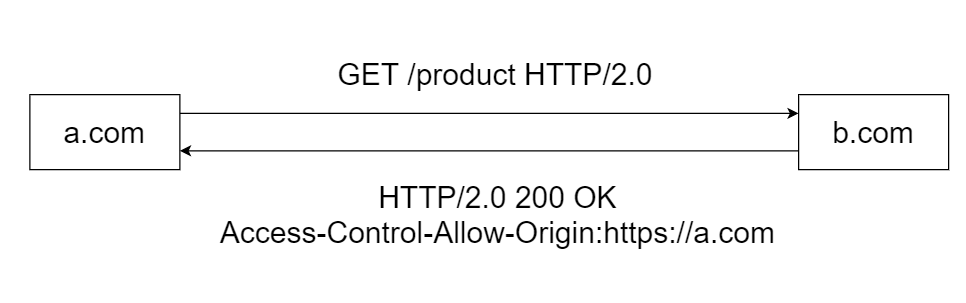 GET /product HTTP/2.0
a.com
b.com
HTTP/2.0 200 OK
Access-Control-Allow-Origin:https://a.com